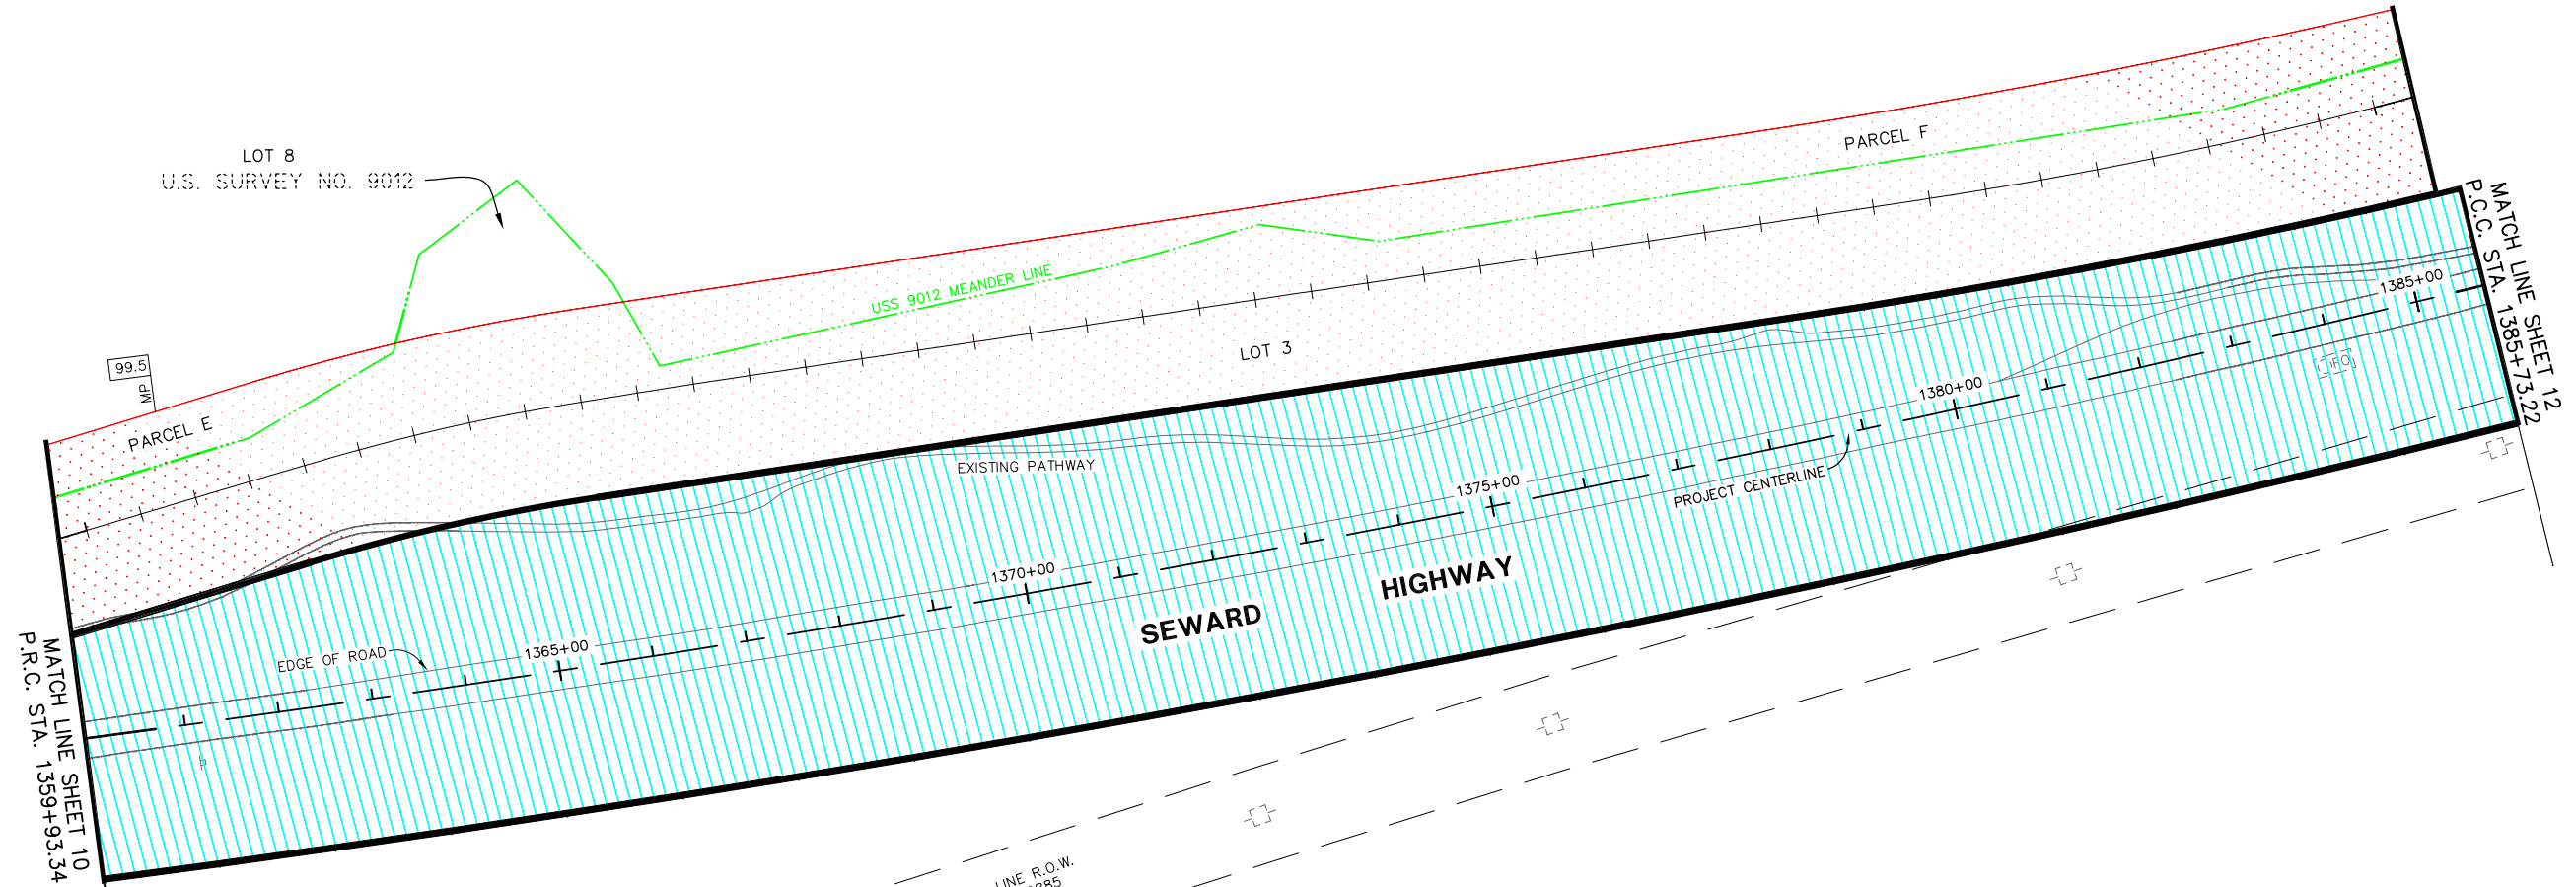 LOT 8
U.S. SURVEY NO. 9012
99.5
MP
PARCEL E
USS 9012 MEANDER LINE
PARCEL F
LOT 3
MATCH LINE SHEET 12
P.C.C. STA. 1385+73.22
1385+00
1380+00
EXISTING PATHWAY
1375+00
PROJECT CENTERLINE
1370+00
SEWARD
HIGHWAY
1365+00
EDGE OF ROAD
MATCH LINE SHEET 10
P.R.C. STA. 1359+93.34
LINE R.O.W.